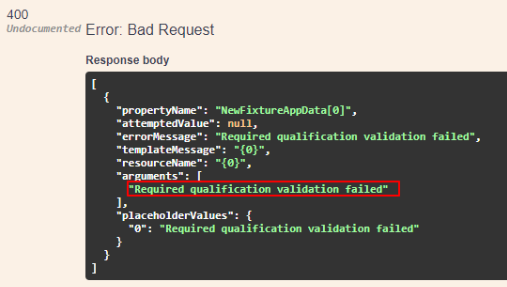 400
Undocumented
Error: Bad Request
Response body
[
{
"propertyName": "NewFixtureAppData[0]",
"attemptedValue": null,
"errorMessage": "Required qualification validation failed",
"templateMessage": "{0}",
"resourceName": "{0}",
"arguments": [
"Required qualification validation failed"
],
"placeholderValues": {
"0": "Required qualification validation failed"
}
}
]